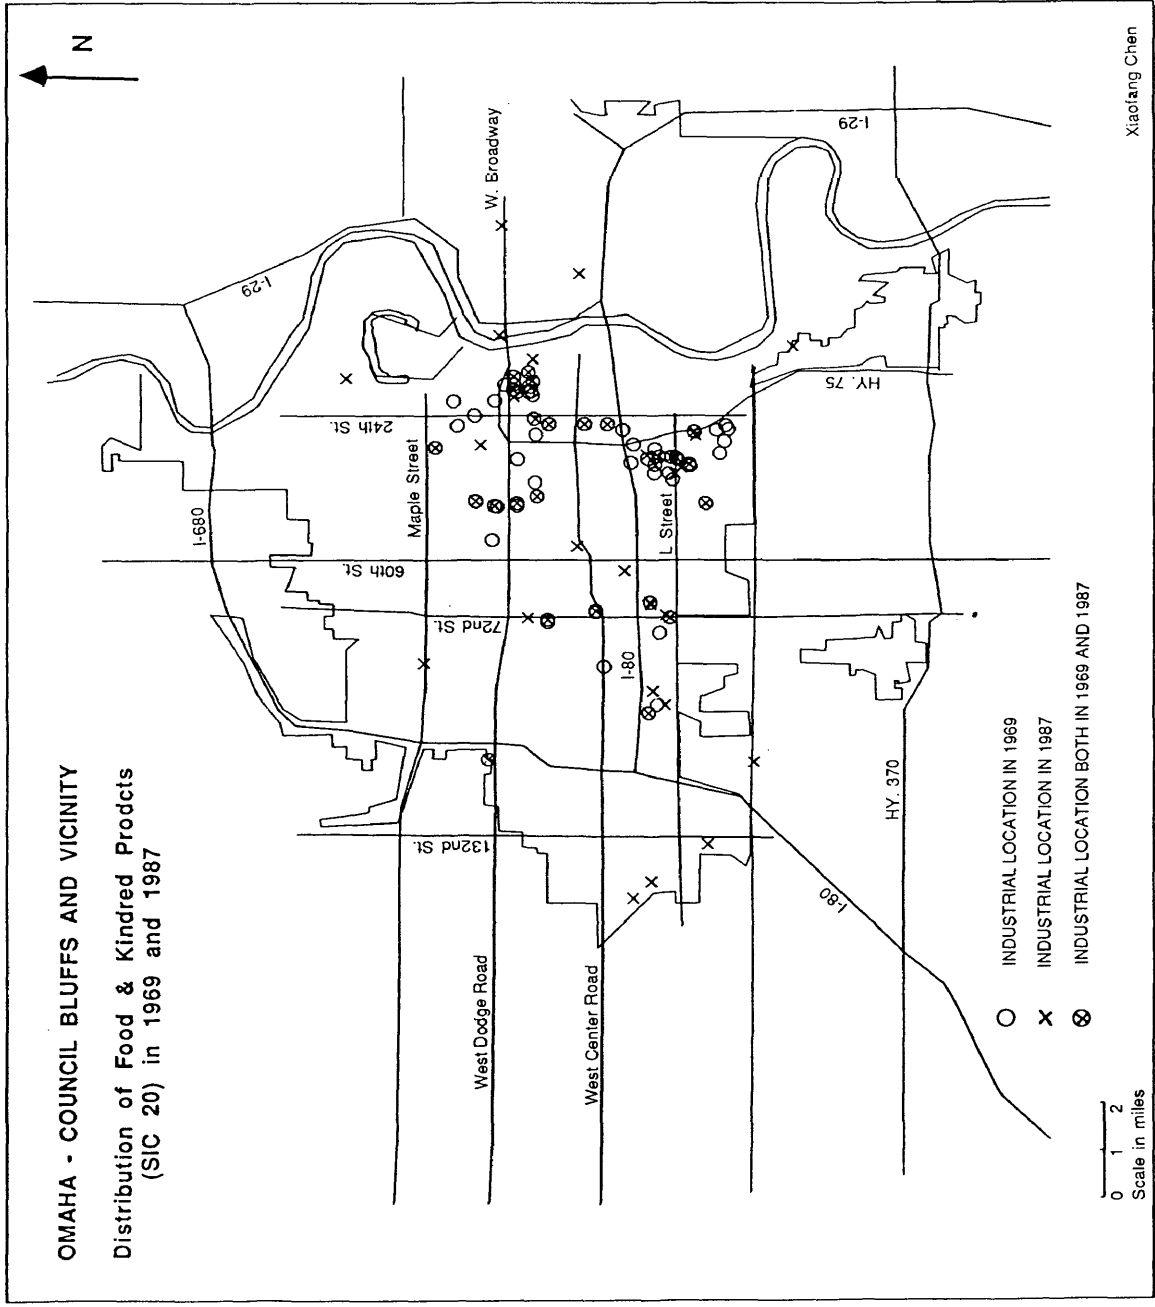 OMAHA - COUNCIL BLUFFS AND VICINITY
Distribution of Food & Kindred Prodcts
(SIC 20) in 1969 and 1987
N
I-680
I-29
24th St.
Maple Street
W. Broadway
60th St.
72nd St.
132nd St.
West Dodge Road
West Center Road
I-80
L Street
I-29
HY. 75
HY. 370
I-80
INDUSTRIAL LOCATION IN 1969
INDUSTRIAL LOCATION IN 1987
INDUSTRIAL LOCATION BOTH IN 1969 AND 1987
0 1 2
Scale in miles
Xiaofang Chen